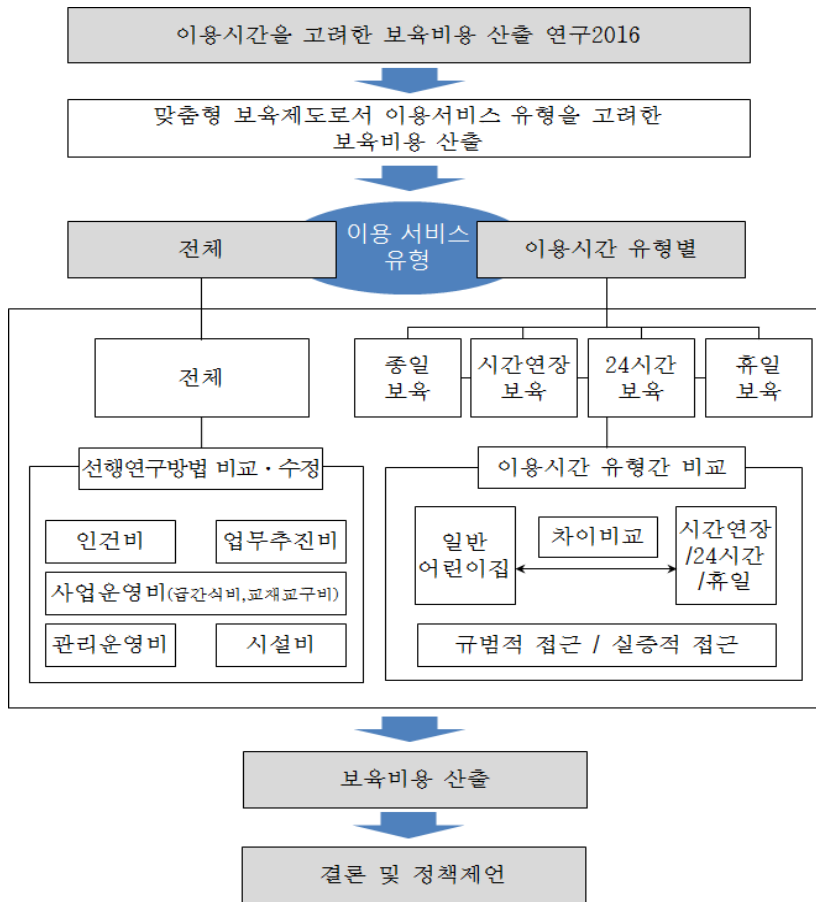 이용시간을 고려한 보육비용 산출 연구2016
맞춤형 보육제도로서 이용서비스 유형을 고려한
보육비용 산출
전체
이용 서비스
유형
이용시간 유형별
전체
종일
보육
시간연장
보육
24시간
보육
휴일
보육
선행연구방법 비교·수정
인건비
업무추진비
사업운영비(급간식비,교재교구비)
관리운영비
시설비
이용시간 유형간 비교
일반
어린이집
차이비교
시간연장
/24시간
/휴일
규범적 접근 / 실증적 접근
보육비용 산출
결론 및 정책제언